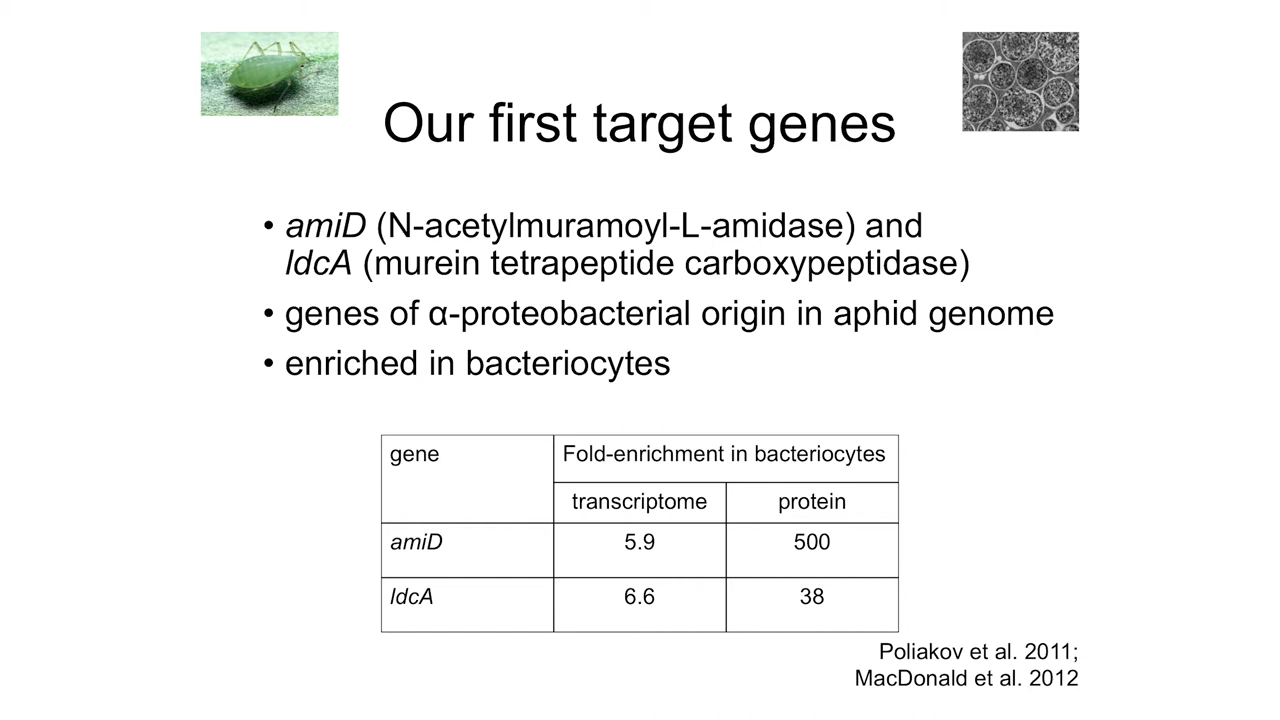 Our first target genes
• amiD (N-acetylmuramoyl-L-amidase) and
ldcA (murein tetrapeptide carboxypeptidase)
• genes of α-proteobacterial origin in aphid genome
• enriched in bacteriocytes
gene Fold-enrichment in bacteriocytes
transcriptome protein
amiD 5.9 500
ldcA 6.6 38
Poliakov et al. 2011;
MacDonald et al. 2012